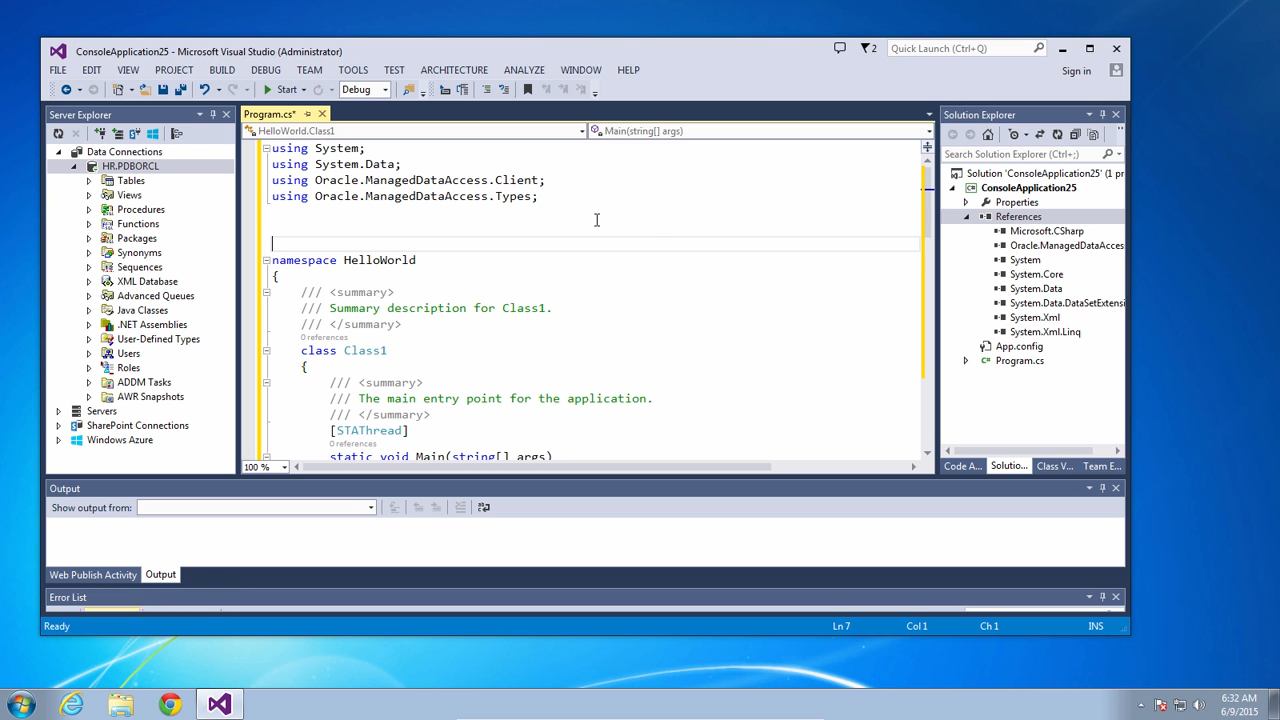 ConsoleApplication25 - Microsoft Visual Studio (Administrator)
2
Quick Launch (Ctrl+Q)
FILE EDIT VIEW PROJECT BUILD DEBUG TEAM TOOLS TEST ARCHITECTURE ANALYZE WINDOW HELP
Sign in
Start
Debug
Server Explorer
Data Connections
HR.PDBORCL
Tables
Views
Procedures
Functions
Packages
Synonyms
Sequences
XML Database
Advanced Queues
Java Classes
.NET Assemblies
User-Defined Types
Users
Roles
ADDM Tasks
AWR Snapshots
Servers
SharePoint Connections
Windows Azure
Program.cs*
HelloWorld.Class1
Main(string[] args)
using System;
using System.Data;
using Oracle.ManagedDataAccess.Client;
using Oracle.ManagedDataAccess.Types;
namespace HelloWorld
{
/// <summary>
/// Summary description for Class1.
/// </summary>
0 references
class Class1
{
/// <summary>
/// The main entry point for the application.
/// </summary>
[STAThread]
0 references
static void Main(string[] args)
100 %
Solution Explorer
Search Solution Explorer (Ctrl+;)
Solution 'ConsoleApplication25' (1 p
ConsoleApplication25
Properties
References
Microsoft.CSharp
Oracle.ManagedDataAcces
System
System.Core
System.Data
System.Data.DataSetExtensi
System.Xml
System.Xml.Linq
App.config
Program.cs
Code A... Solutio... Class V... Team E...
Output
Show output from:
Web Publish Activity Output
Error List
Ready
Ln 7
Col 1
Ch 1
INS
6:32 AM
6/9/2015